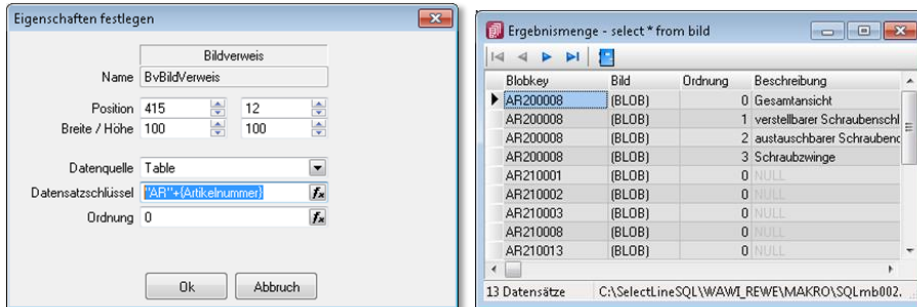 Eigenschaften festlegen
Bildverweis
Name BvBildVerweis
Position 415 12
Breite / Höhe 100 100
Datenquelle Table
Datensatzschlüssel "AR"+{Artikelnummer}
Ordnung 0
Ok Abbruch
Ergebnismenge - select * from bild
Blobkey Bild Ordnung Beschreibung
AR200008 (BLOB) 0 Gesamtansicht
AR200008 (BLOB) 1 verstellbarer Schraubenschl
AR200008 (BLOB) 2 austauschbarer Schraubend
AR200008 (BLOB) 3 Schraubzwinge
AR210001 (BLOB) 0 NULL
AR210002 (BLOB) 0 NULL
AR210003 (BLOB) 0 NULL
AR210008 (BLOB) 0 NULL
AR210013 (BLOB) 0 NULL
13 Datensätze C:\SelectLineSQL\WAWI_REWE\MAKRO\SQLmb002.